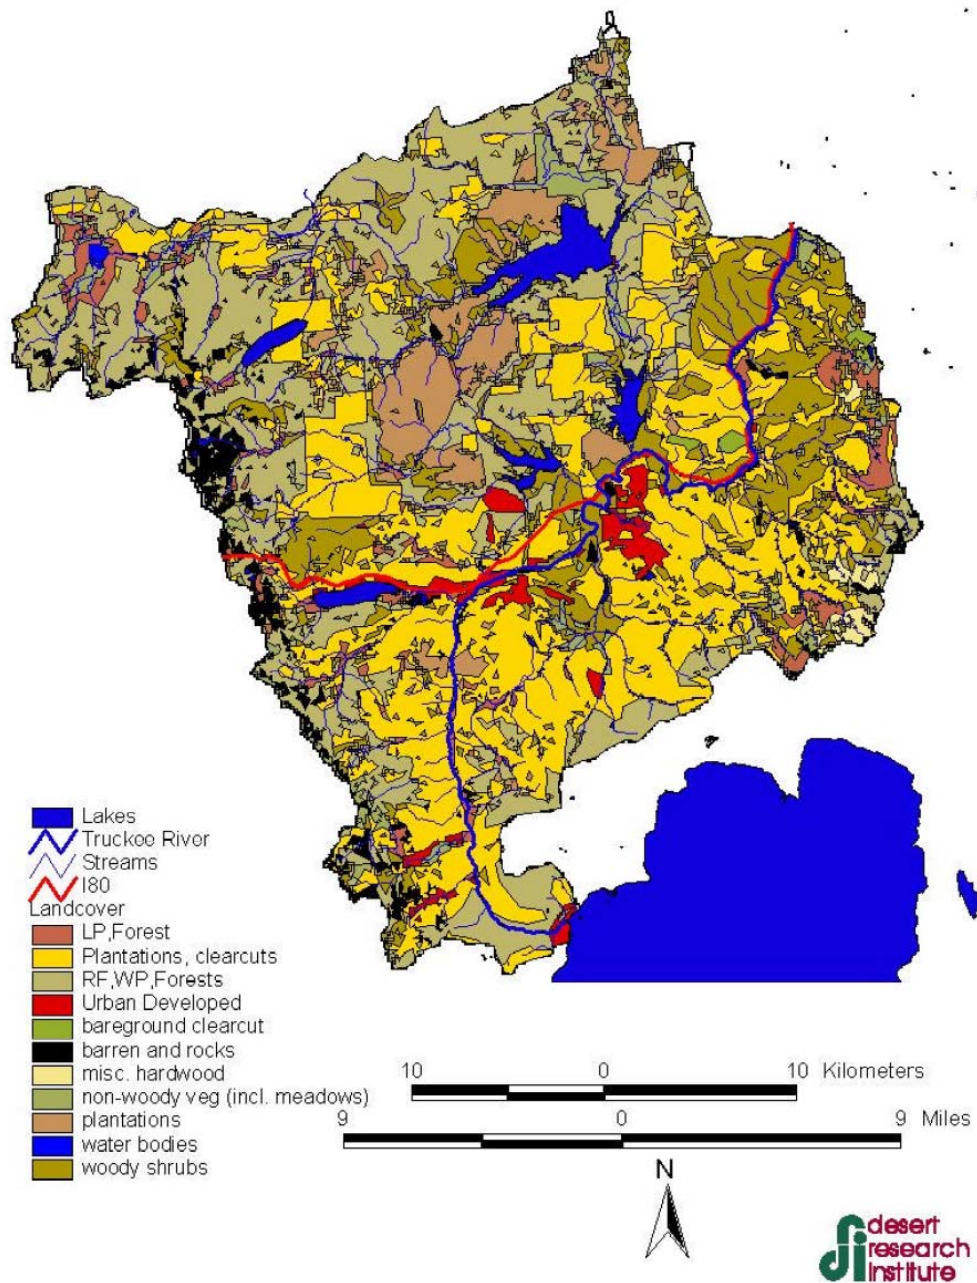 Lakes
Truckee River
Streams
I80
Landcover
LP,Forest
Plantations, clearcuts
RF,WP,Forests
Urban Developed
bareground clearcut
barren and rocks
misc. hardwood
non-woody veg (incl. meadows)
plantations
water bodies
woody shrubs
10 0 10 Kilometers
9 0 9 Miles
N
desert
research
institute